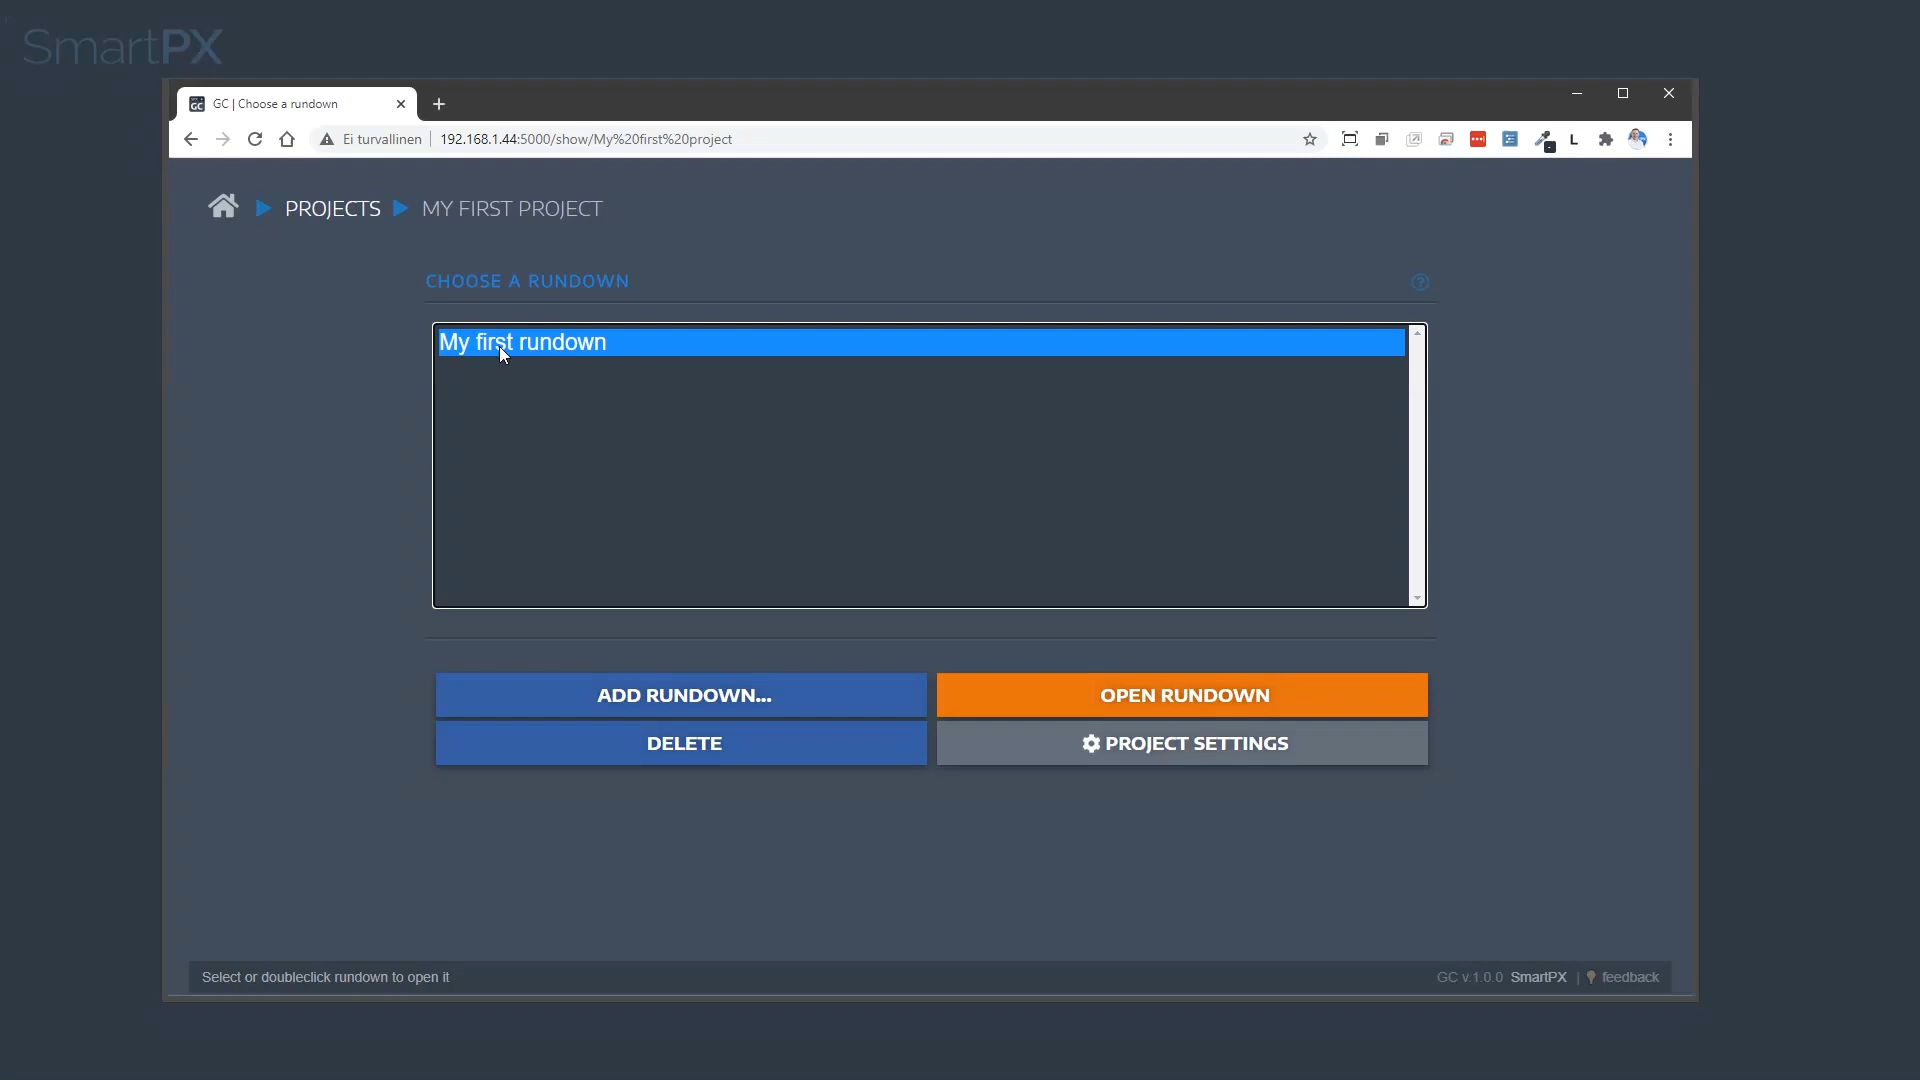 SmartPX
GC | Choose a rundown
Ei turvallinen 192.168.1.44:5000/show/My%20first%20project
L
PROJECTS MY FIRST PROJECT
CHOOSE A RUNDOWN
My first rundown
ADD RUNDOWN...
OPEN RUNDOWN
DELETE
PROJECT SETTINGS
Select or doubleclick rundown to open it
GC v.1.0.0 SmartPX | feedback